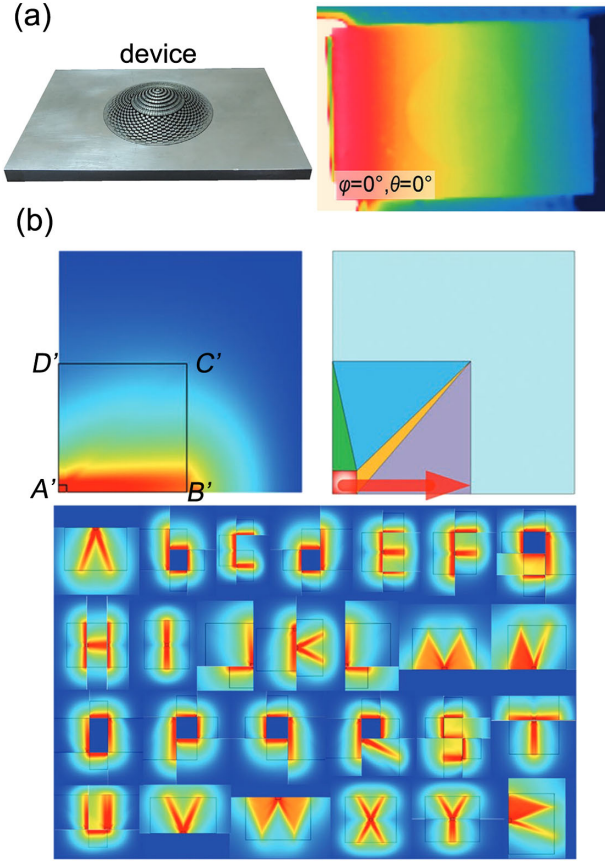 (a)
device
φ=0°,θ=0°
(b)
D' C'
A' B'
Λ b C d E F g
H I J K L M N
O P q R S T
U V W X Y